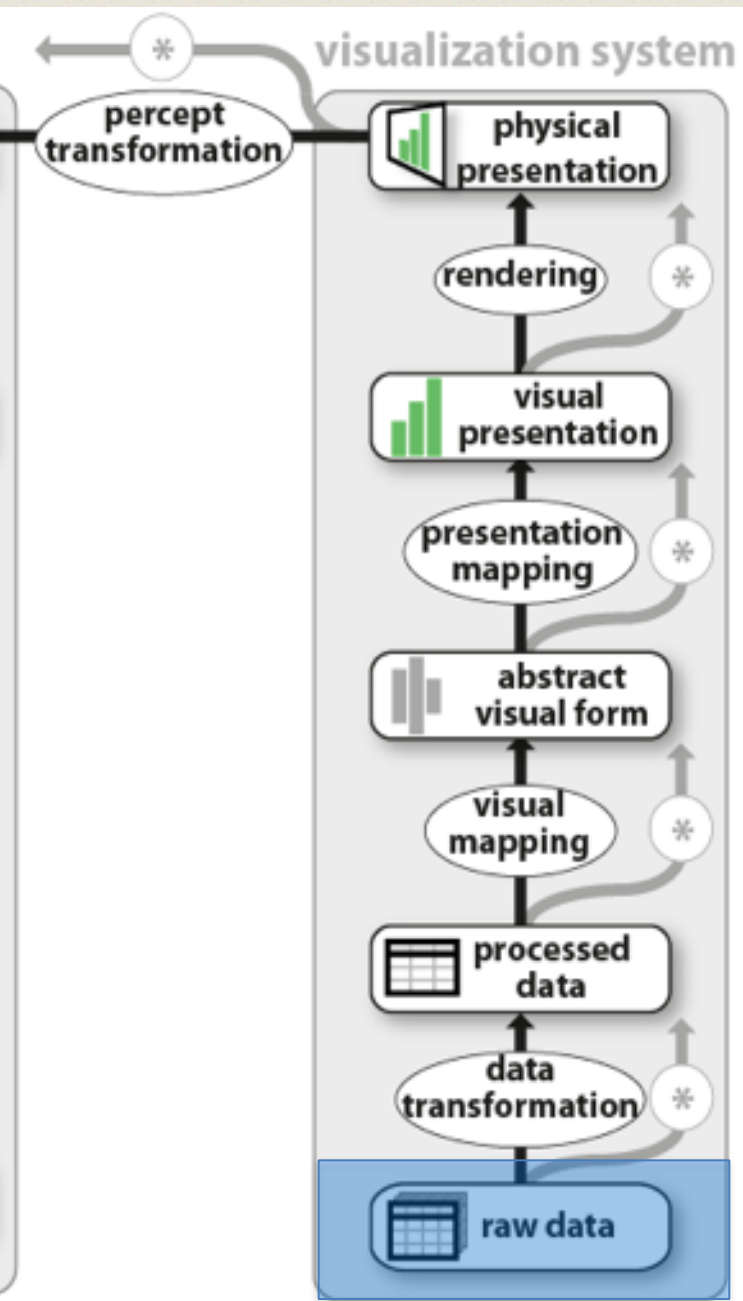 *
visualization system
percept
transformation
physical
presentation
rendering
*
visual
presentation
presentation
mapping
*
abstract
visual form
visual
mapping
*
processed
data
data
transformation
*
raw data